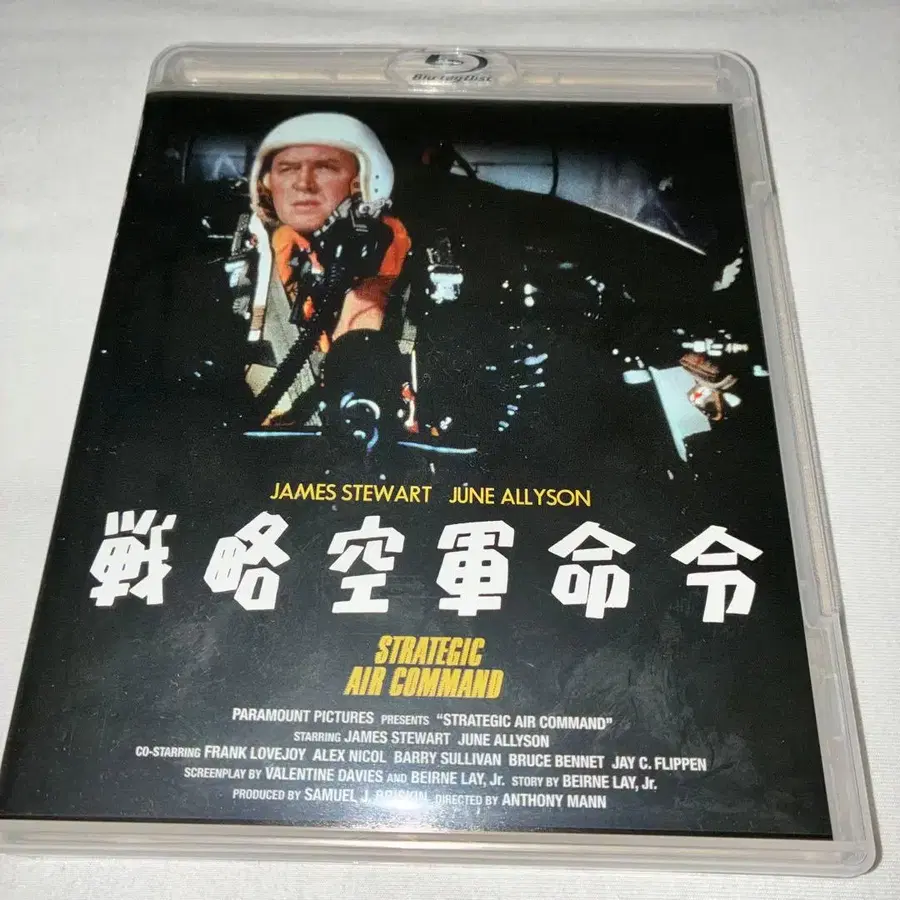 Blu-ray Disc
JAMES STEWART JUNE ALLYSON
戦略空軍命令
STRATEGIC
AIR COMMAND
PARAMOUNT PICTURES PRESENTS "STRATEGIC AIR COMMAND"
STARRING JAMES STEWART JUNE ALLYSON
CO-STARRING FRANK LOVEJOY ALEX NICOL BARRY SULLIVAN BRUCE BENNET JAY C. FLIPPEN
SCREENPLAY BY VALENTINE DAVIES AND BEIRNE LAY, Jr. STORY BY BEIRNE LAY, Jr.
PRODUCED BY SAMUEL J. BRISKIN DIRECTED BY ANTHONY MANN